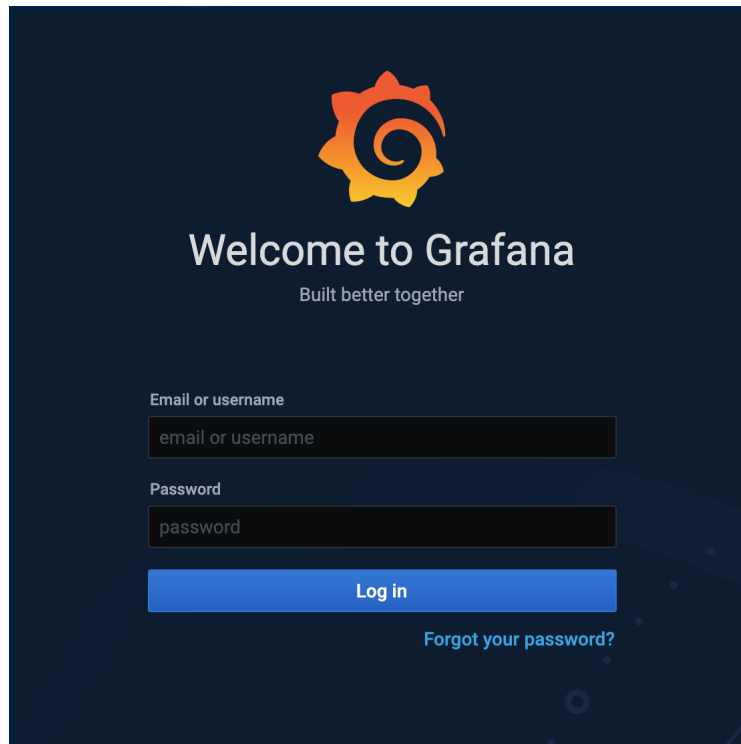 Welcome to Grafana
Built better together
Email or username
email or username
Password
password
Log in
Forgot your password?